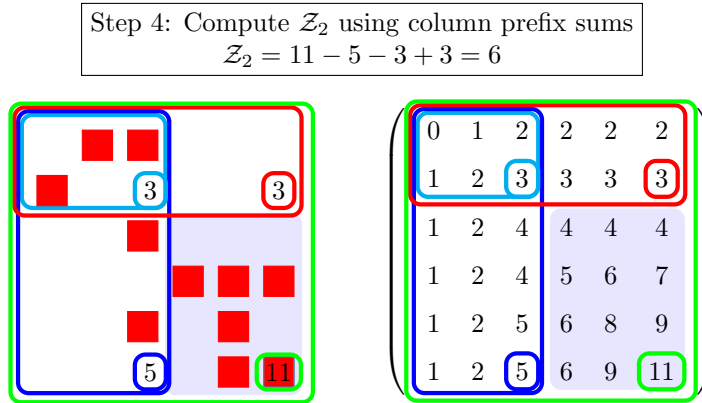 Step 4: Compute 𝒵₂ using column prefix sums
𝒵₂ = 11 − 5 − 3 + 3 = 6
3 3
5 11
0 1 2 2 2 2
1 2 3 3 3 3
1 2 4 4 4 4
1 2 4 5 6 7
1 2 5 6 8 9
1 2 5 6 9 11